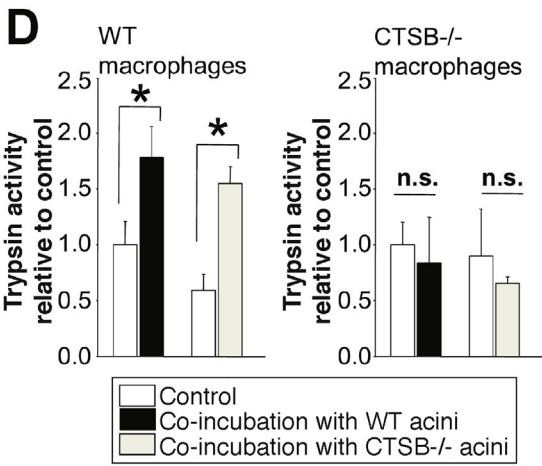 D
WT
macrophages
CTSB-/-
macrophages
Trypsin activity
relative to control
2.5
2.0
1.5
1.0
0.5
0.0
*
*
Trypsin activity
relative to control
2.5
2.0
1.5
1.0
0.5
0.0
n.s.
n.s.
Control
Co-incubation with WT acini
Co-incubation with CTSB-/- acini